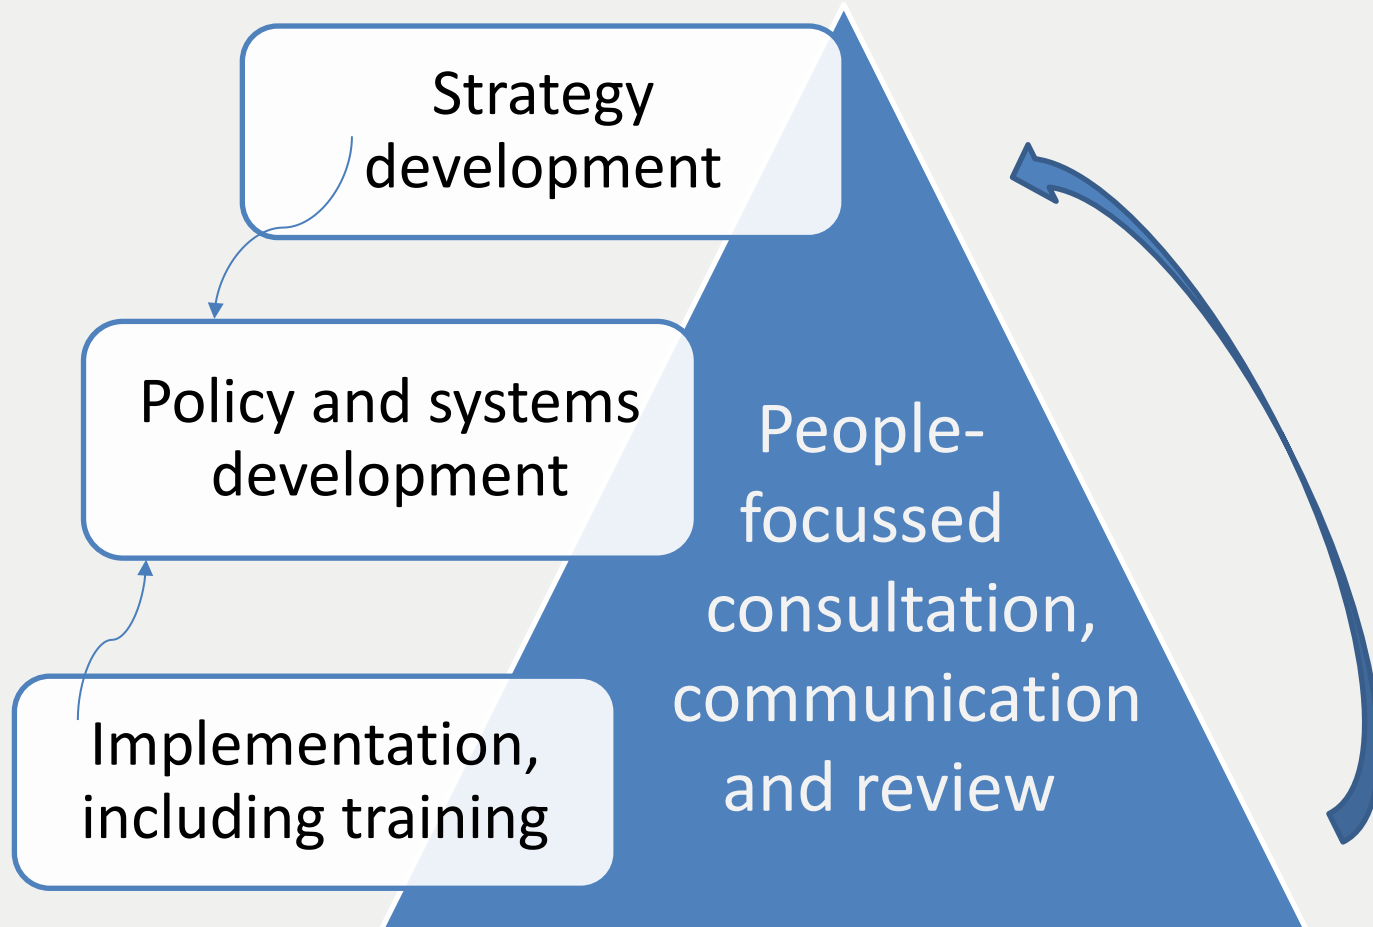 Strategy
development
Policy and systems
development
Implementation,
including training
People-
focussed
consultation,
communication
and review